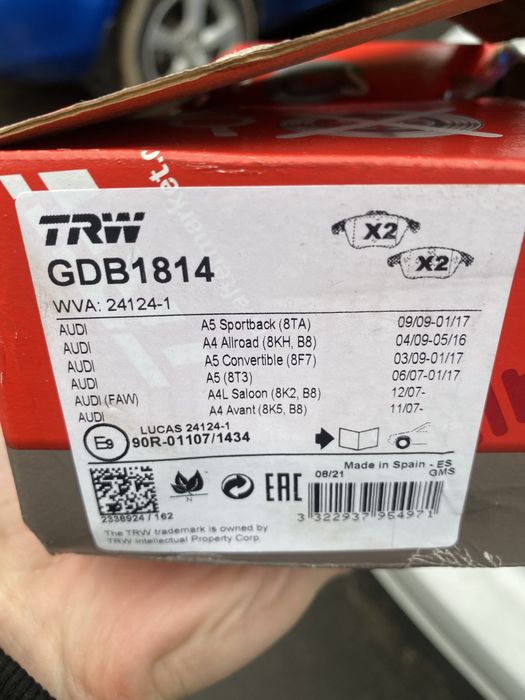 TRW
GDB1814
WVA: 24124-1
X2
X2
AUDI A5 Sportback (8TA) 09/09-01/17
AUDI A4 Allroad (8KH, B8) 04/09-05/16
AUDI A5 Convertible (8F7) 03/09-01/17
AUDI A5 (8T3) 06/07-01/17
AUDI (FAW) A4L Saloon (8K2, B8) 12/07-
AUDI A4 Avant (8K5, B8) 11/07-
LUCAS 24124-1
E9 90R-01107/1434
Made in Spain - ES
08/21 GMS
N
EAC
2336924 / 162
3 322937 954971
The TRW trademark is owned by
TRW Intellectual Property Corp.